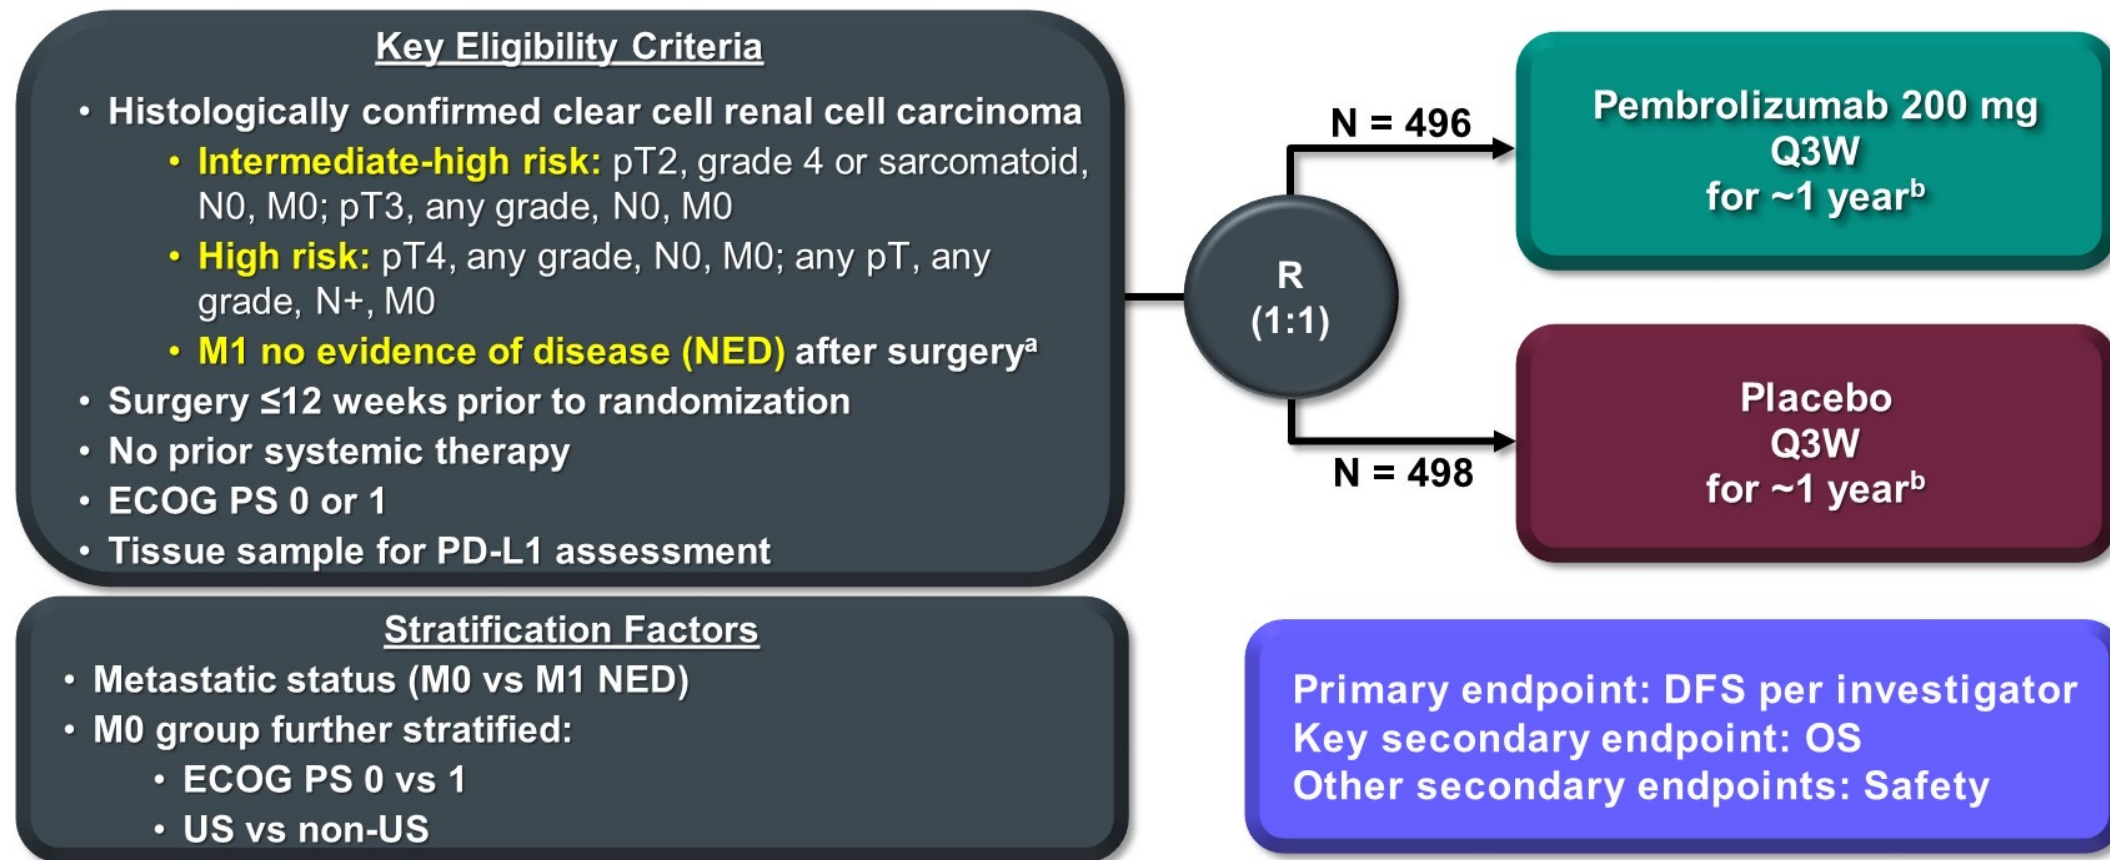 Key Eligibility Criteria
• Histologically confirmed clear cell renal cell carcinoma
• Intermediate-high risk: pT2, grade 4 or sarcomatoid,
N0, M0; pT3, any grade, N0, M0
• High risk: pT4, any grade, N0, M0; any pT, any
grade, N+, M0
• M1 no evidence of disease (NED) after surgeryᵃ
• Surgery ≤12 weeks prior to randomization
• No prior systemic therapy
• ECOG PS 0 or 1
• Tissue sample for PD-L1 assessment
Stratification Factors
• Metastatic status (M0 vs M1 NED)
• M0 group further stratified:
• ECOG PS 0 vs 1
• US vs non-US
R
(1:1)
N = 496
Pembrolizumab 200 mg
Q3W
for ~1 yearᵇ
N = 498
Placebo
Q3W
for ~1 yearᵇ
Primary endpoint: DFS per investigator
Key secondary endpoint: OS
Other secondary endpoints: Safety